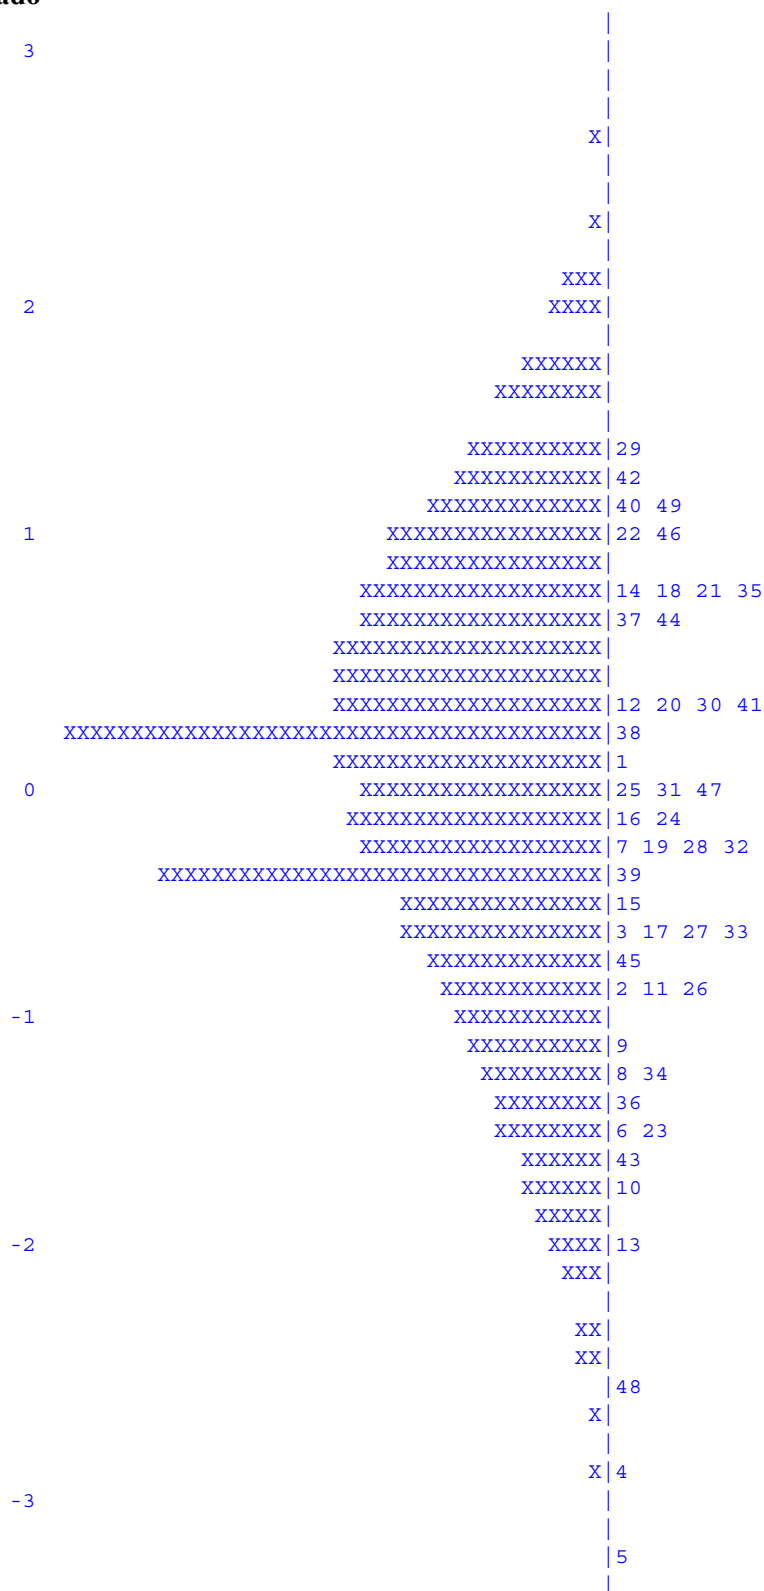 ado
|
3 |
|
|
X|
|
|
X|
|
XXX|
2 XXXX|
|
XXXXXX|
XXXXXXXX|
|
XXXXXXXXXX|29
XXXXXXXXXXX|42
XXXXXXXXXXXXX|40 49
1 XXXXXXXXXXXXXXXX|22 46
XXXXXXXXXXXXXXXX|
XXXXXXXXXXXXXXXXXX|14 18 21 35
XXXXXXXXXXXXXXXXXX|37 44
XXXXXXXXXXXXXXXXXXXX|
XXXXXXXXXXXXXXXXXXXX|
XXXXXXXXXXXXXXXXXXXX|12 20 30 41
XXXXXXXXXXXXXXXXXXXXXXXXXXXXXXXXXXXXXXXX|38
XXXXXXXXXXXXXXXXXXXX|1
0 XXXXXXXXXXXXXXXXXX|25 31 47
XXXXXXXXXXXXXXXXXXX|16 24
XXXXXXXXXXXXXXXXXX|7 19 28 32
XXXXXXXXXXXXXXXXXXXXXXXXXXXXXXXXX|39
XXXXXXXXXXXXXXX|15
XXXXXXXXXXXXXXX|3 17 27 33
XXXXXXXXXXXXX|45
XXXXXXXXXXXX|2 11 26
-1 XXXXXXXXXXX|
XXXXXXXXXX|9
XXXXXXXXX|8 34
XXXXXXXX|36
XXXXXXXX|6 23
XXXXXX|43
XXXXXX|10
XXXXX|
-2 XXXX|13
XXX|
|
XX|
XX|
|48
X|
|
X|4
-3 |
|
|5
|